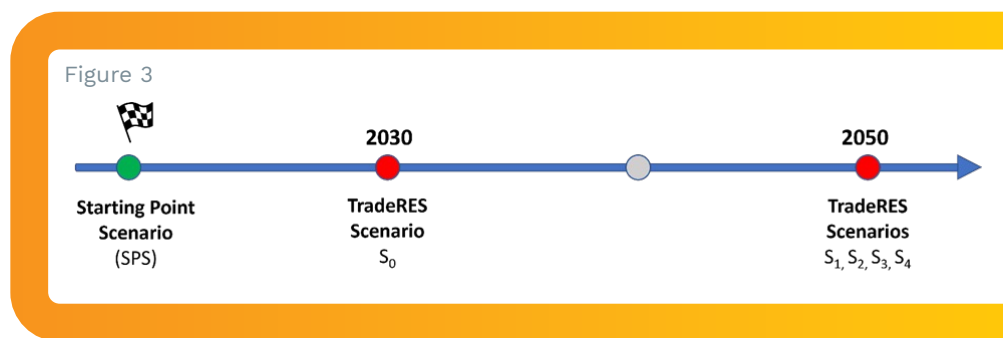 Figure 3
2030
2050
Starting Point
Scenario
(SPS)
TradeRES
Scenario
S0
TradeRES
Scenarios
S1, S2, S3, S4